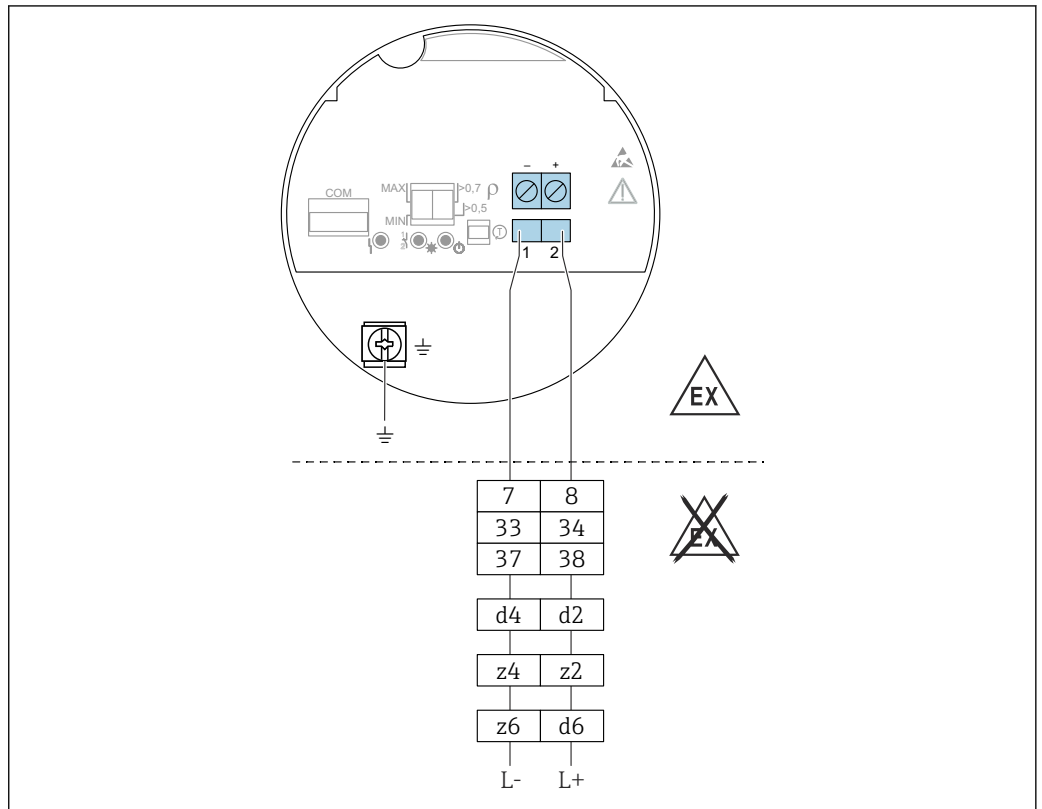 - +
COM
MAX >0,7 ρ
>0,5
MIN
1
2
T
1 2
EX
7 8
33 34
EX
37 38
d4 d2
z4 z2
z6 d6
L- L+